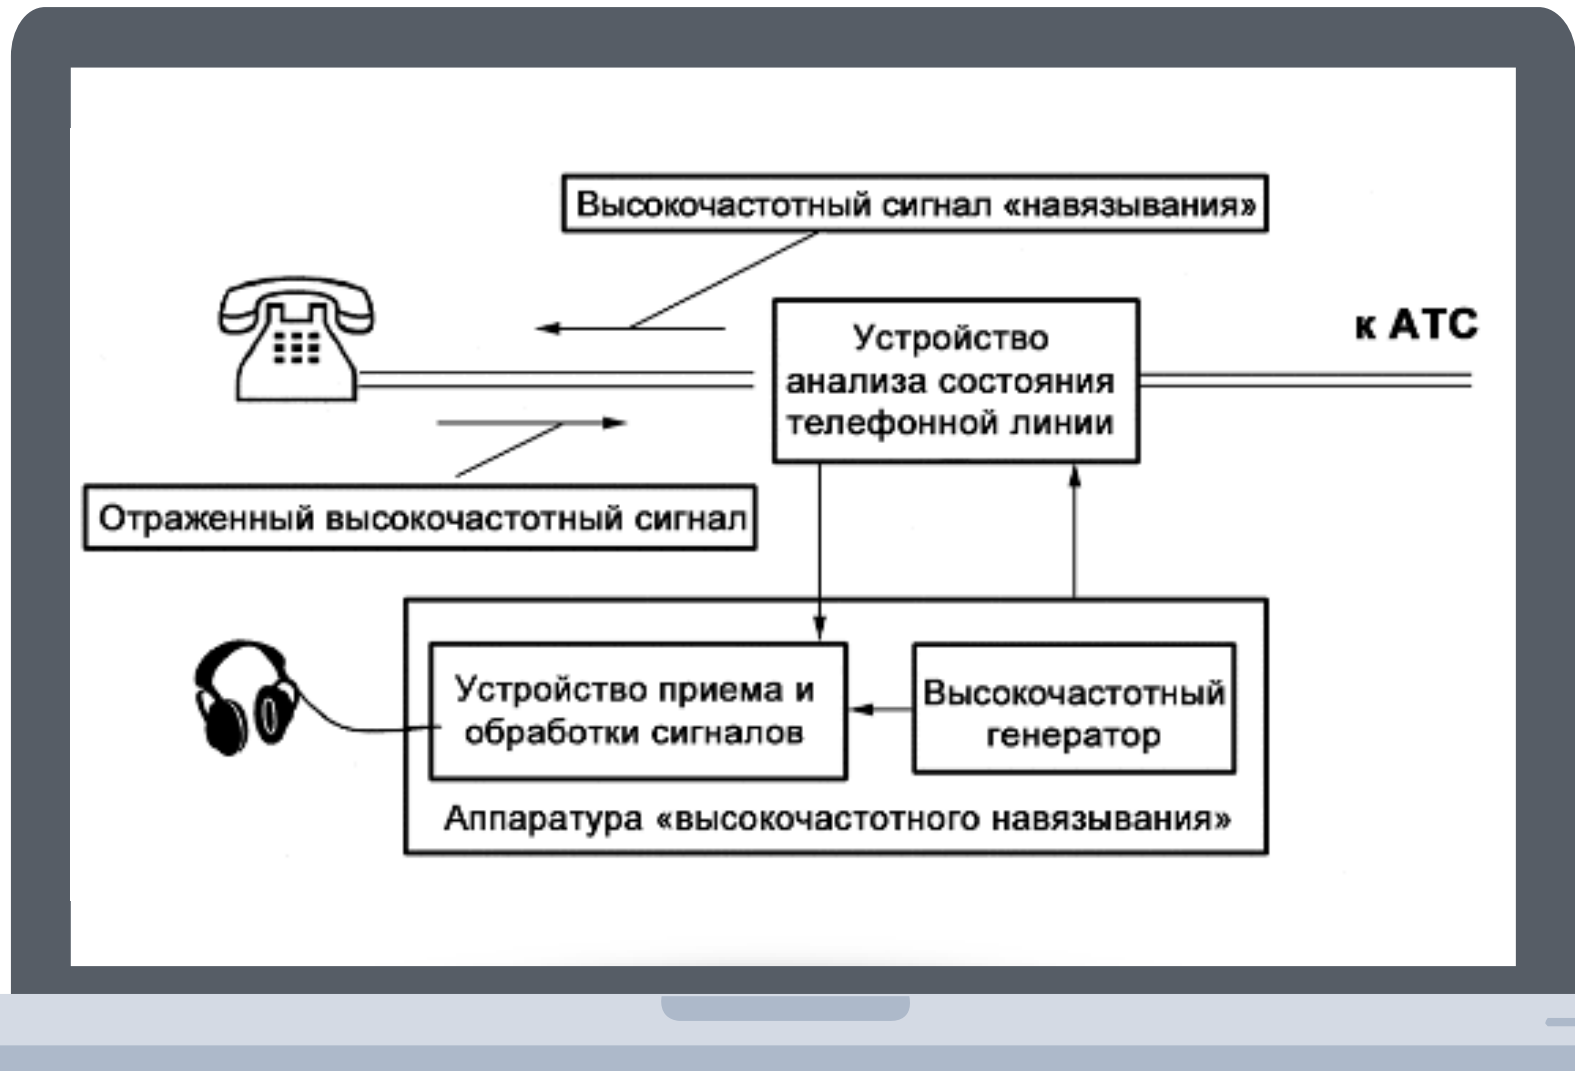 Высокочастотный сигнал «навязывания»
к АТС
Устройство
анализа состояния
телефонной линии
Отраженный высокочастотный сигнал
Устройство приема и
обработки сигналов
Высокочастотный
генератор
Аппаратура «высокочастотного навязывания»